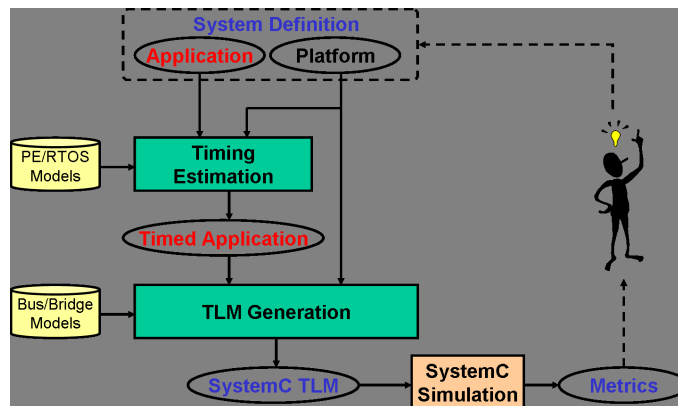 System Definition
Application Platform
PE/RTOS
Models
Timing
Estimation
Timed Application
Bus/Bridge
Models
TLM Generation
SystemC TLM
SystemC
Simulation
Metrics